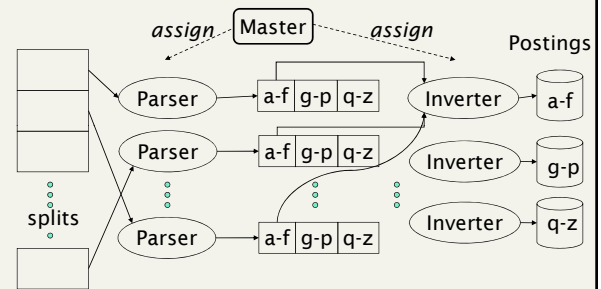 assign Master assign
Postings
Parser a-f g-p q-z Inverter a-f
Parser a-f g-p q-z Inverter g-p
splits
Parser a-f g-p q-z Inverter q-z